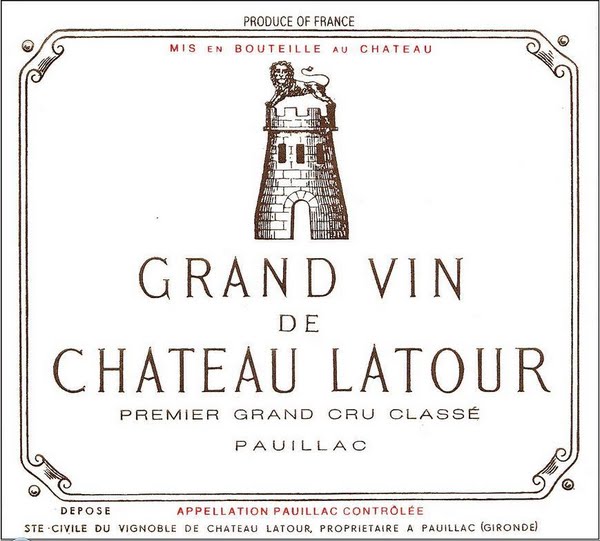 PRODUCE OF FRANCE
MIS EN BOUTEILLE AU CHATEAU
GRAND VIN
DE
CHATEAU LATOUR
PREMIER GRAND CRU CLASSÉ
PAUILLAC
DEPOSE APPELLATION PAUILLAC CONTRÔLÉE
STE·CIVILE DU VIGNOBLE DE CHATEAU LATOUR, PROPRIETAIRE A PAUILLAC (GIRONDE)